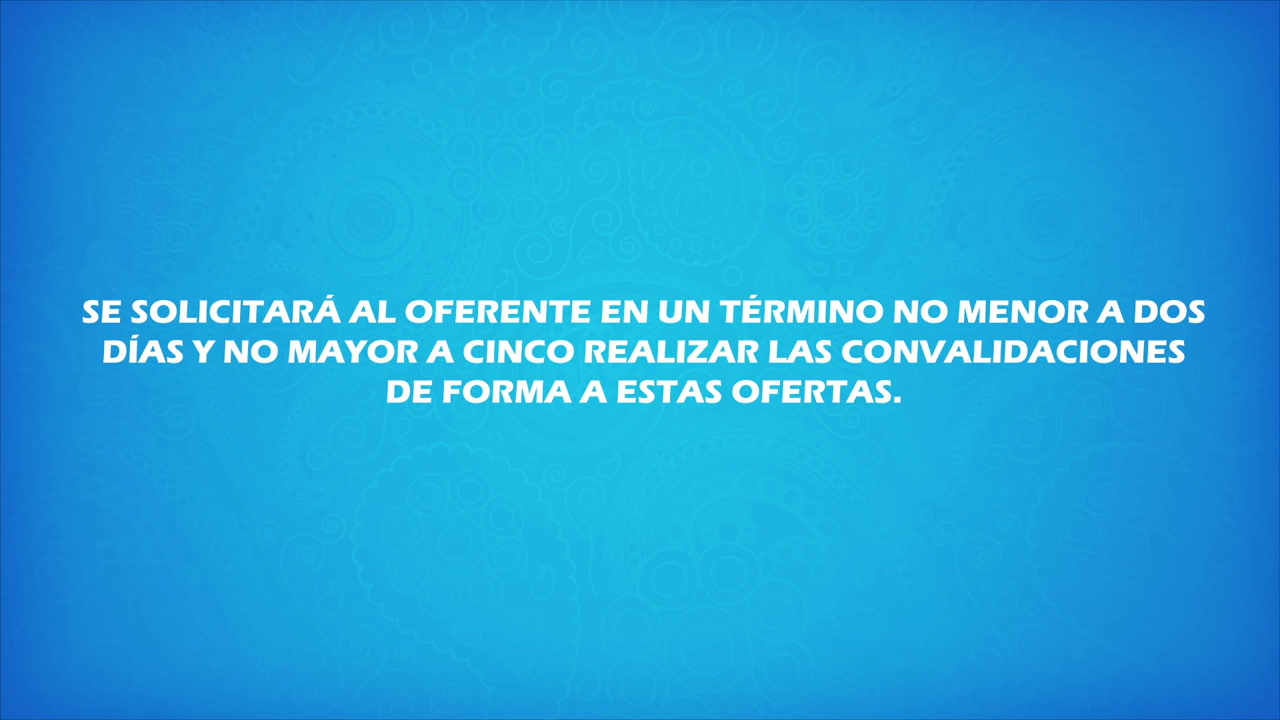 SE SOLICITARÁ AL OFERENTE EN UN TÉRMINO NO MENOR A DOS
DÍAS Y NO MAYOR A CINCO REALIZAR LAS CONVALIDACIONES
DE FORMA A ESTAS OFERTAS.